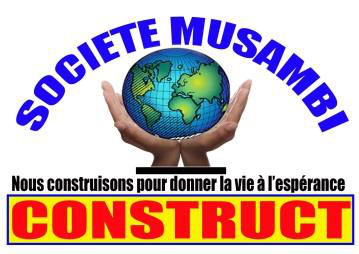 SOCIETE MUSAMBI
Nous construisons pour donner la vie à l'espérance
CONSTRUCT